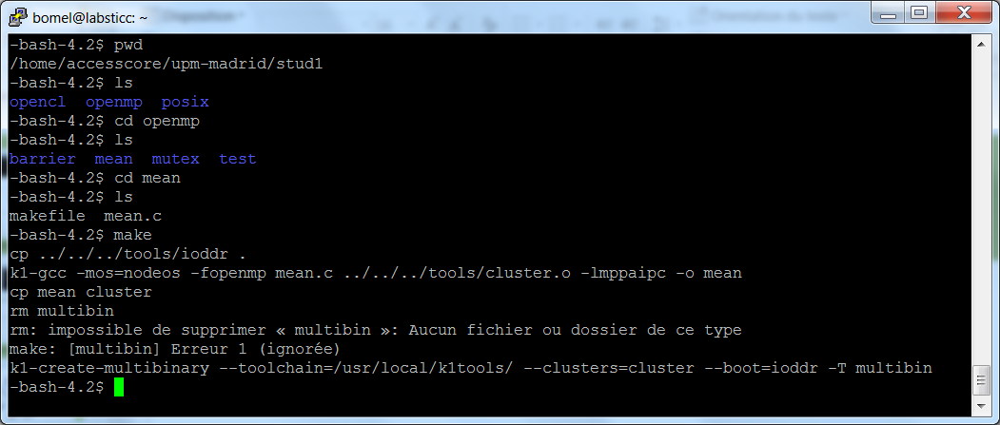 bomel@labsticc: ~
-bash-4.2$ pwd
/home/accesscore/upm-madrid/stud1
-bash-4.2$ ls
opencl  openmp  posix
-bash-4.2$ cd openmp
-bash-4.2$ ls
barrier  mean  mutex  test
-bash-4.2$ cd mean
-bash-4.2$ ls
makefile  mean.c
-bash-4.2$ make
cp ../../../tools/ioddr .
k1-gcc -mos=nodeos -fopenmp mean.c ../../../tools/cluster.o -lmppaipc -o mean
cp mean cluster
rm multibin
rm: impossible de supprimer « multibin »: Aucun fichier ou dossier de ce type
make: [multibin] Erreur 1 (ignorée)
k1-create-multibinary --toolchain=/usr/local/k1tools/ --clusters=cluster --boot=ioddr -T multibin
-bash-4.2$